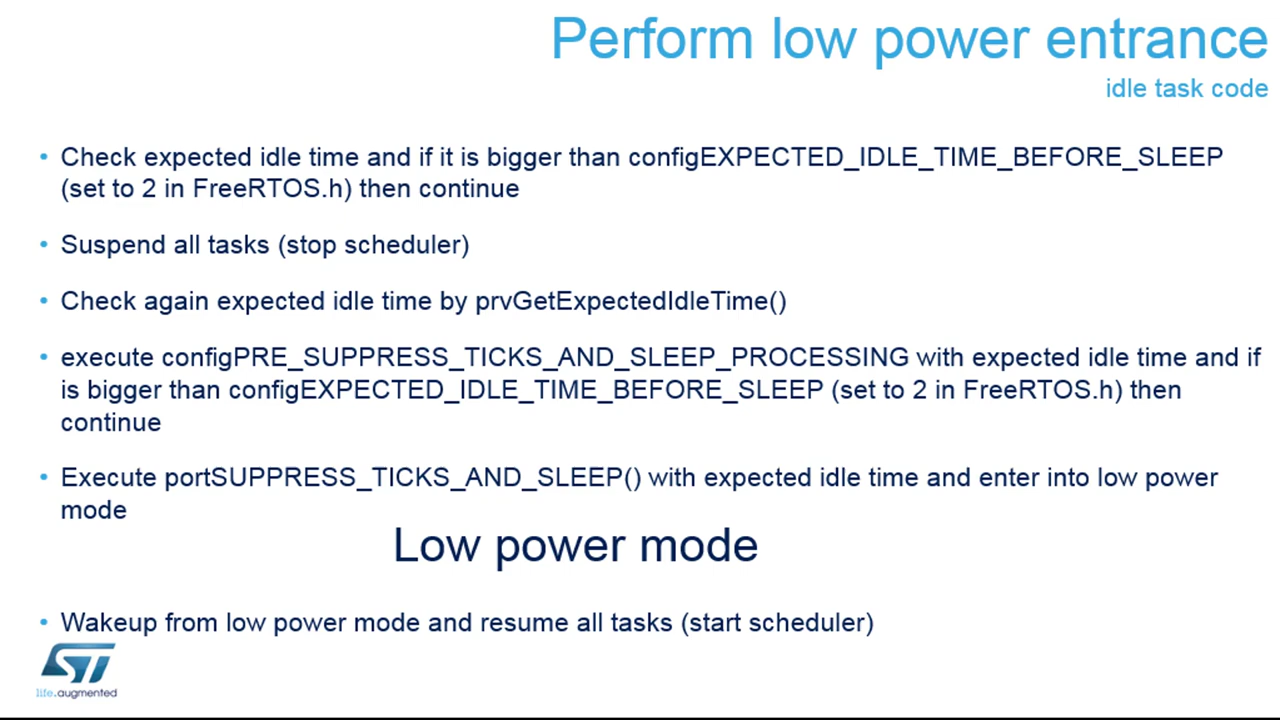 Perform low power entrance
idle task code
• Check expected idle time and if it is bigger than configEXPECTED_IDLE_TIME_BEFORE_SLEEP
(set to 2 in FreeRTOS.h) then continue
• Suspend all tasks (stop scheduler)
• Check again expected idle time by prvGetExpectedIdleTime()
• execute configPRE_SUPPRESS_TICKS_AND_SLEEP_PROCESSING with expected idle time and if
is bigger than configEXPECTED_IDLE_TIME_BEFORE_SLEEP (set to 2 in FreeRTOS.h) then
continue
• Execute portSUPPRESS_TICKS_AND_SLEEP() with expected idle time and enter into low power
mode
Low power mode
• Wakeup from low power mode and resume all tasks (start scheduler)
ST
life.augmented